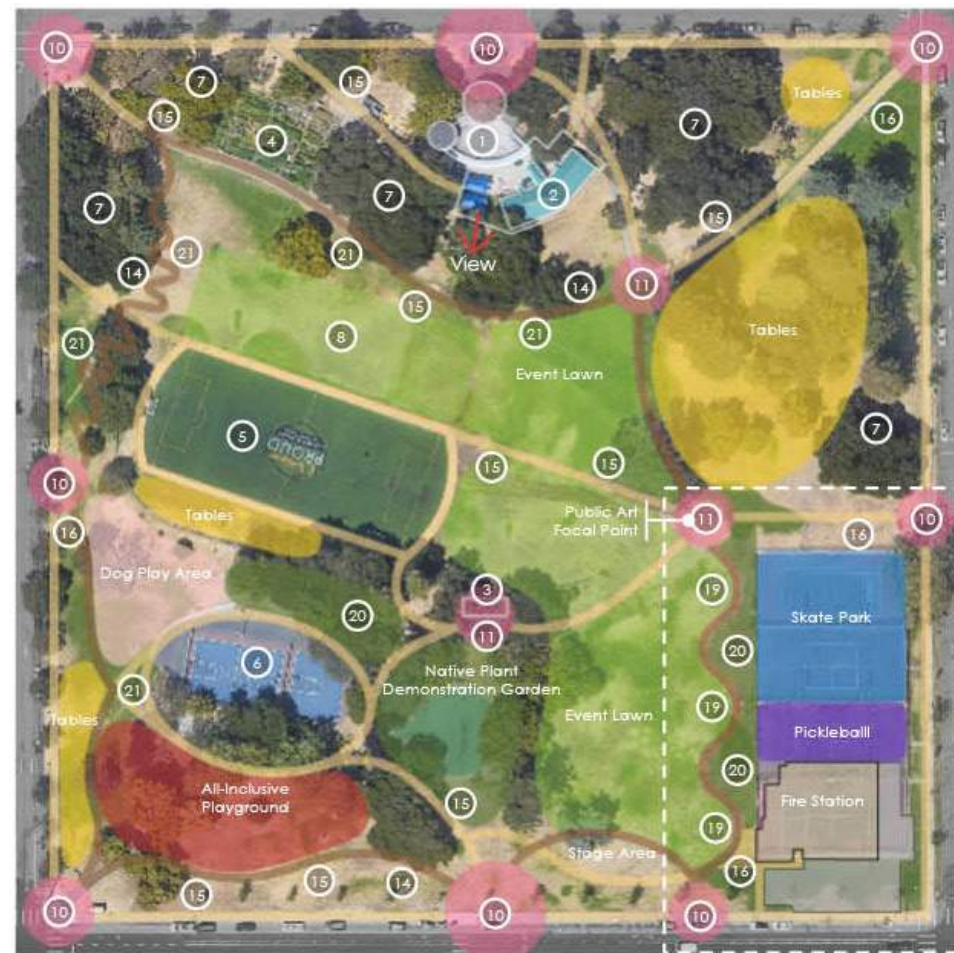 10
10
10
7
15
Tables
16
15
4
1
7
7
7
2
15
21
21
View
14
14
11
15
21
8
21
Tables
Event Lawn
7
5
PROUD
15
15
10
Tables
Public Art
Focal Point
11
10
16
16
Dog Play Area
3
19
Skate Park
20
11
20
6
Native Plant
Demonstration Garden
21
Tables
Event Lawn
19
Pickleballl
20
All-Inclusive
Playground
15
Fire Station
19
Stage Area
16
15
15
14
10
10
10